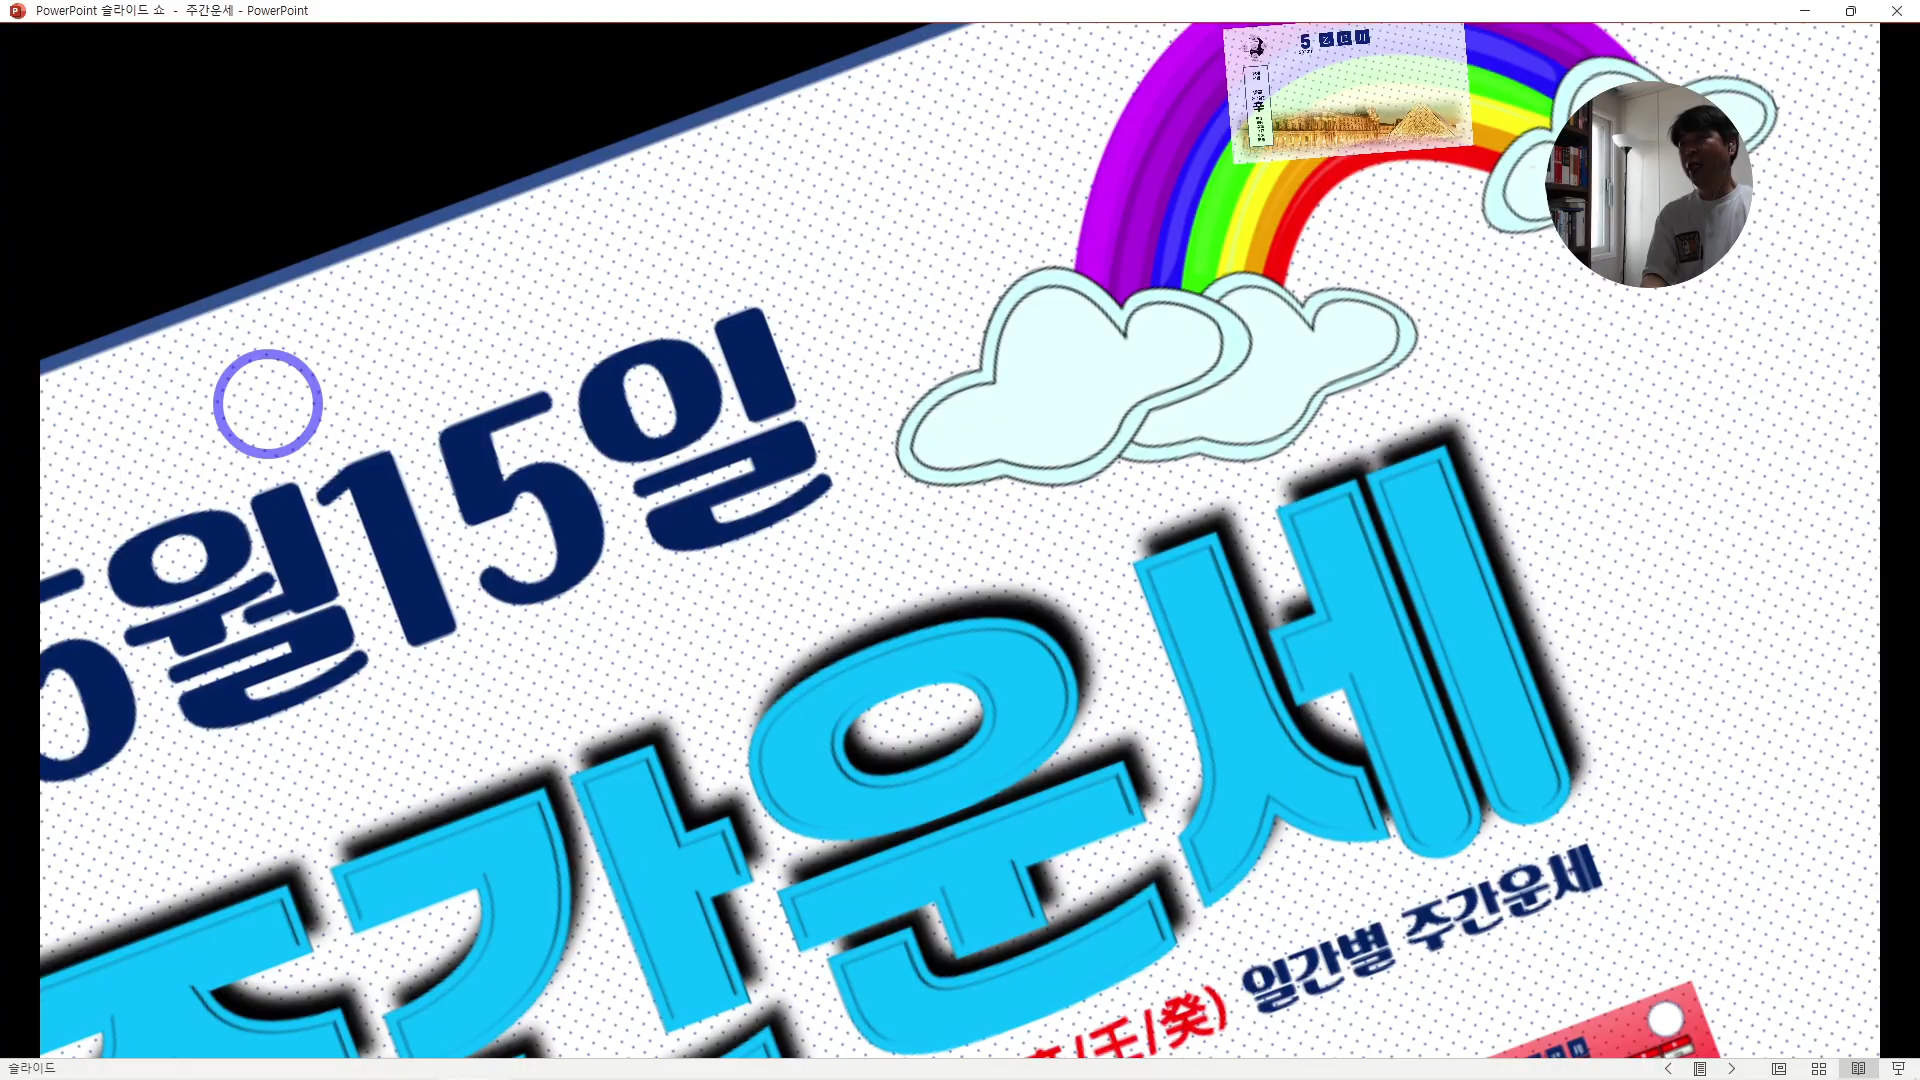 PowerPoint 슬라이드 쇼 - 주간운세 - PowerPoint
5
5월15일
주간운세
/壬/癸) 일간별 주간운세
슬라이드